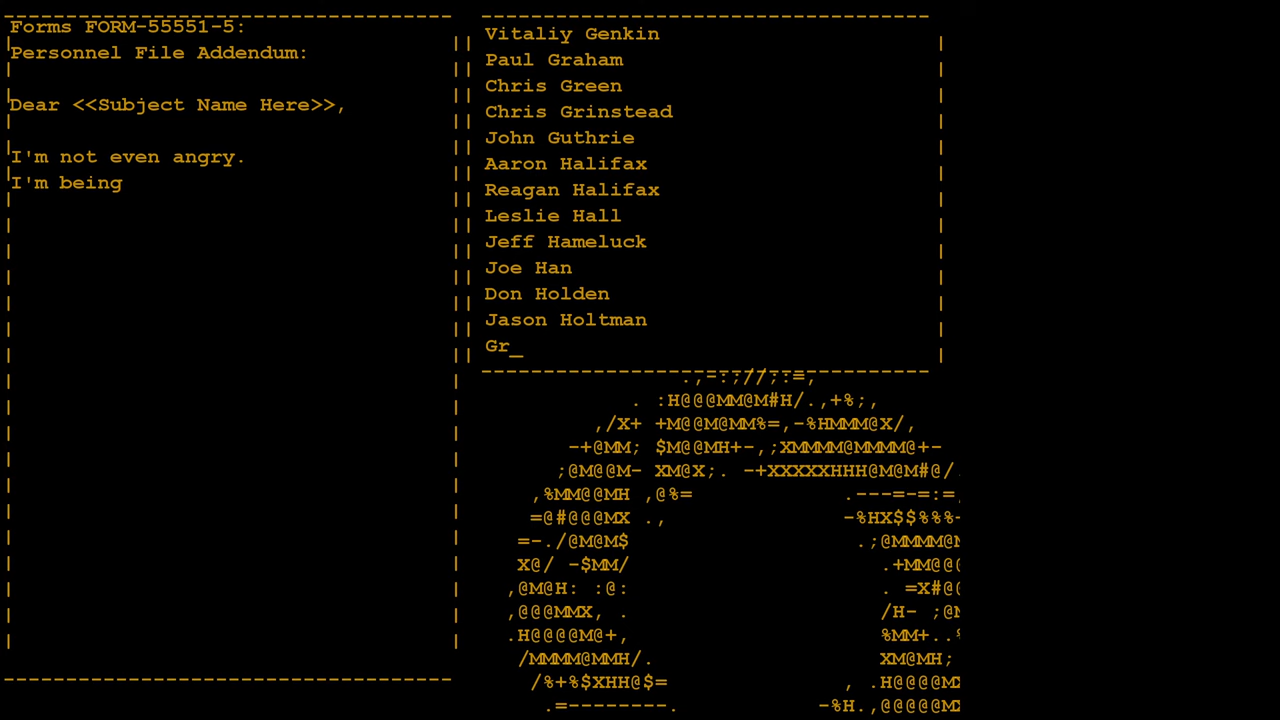 Forms FORM-55551-5:
Personnel File Addendum:
Dear <<Subject Name Here>>,
I'm not even angry.
I'm being
Vitaliy Genkin
Paul Graham
Chris Green
Chris Grinstead
John Guthrie
Aaron Halifax
Reagan Halifax
Leslie Hall
Jeff Hameluck
Joe Han
Don Holden
Jason Holtman
Gr_